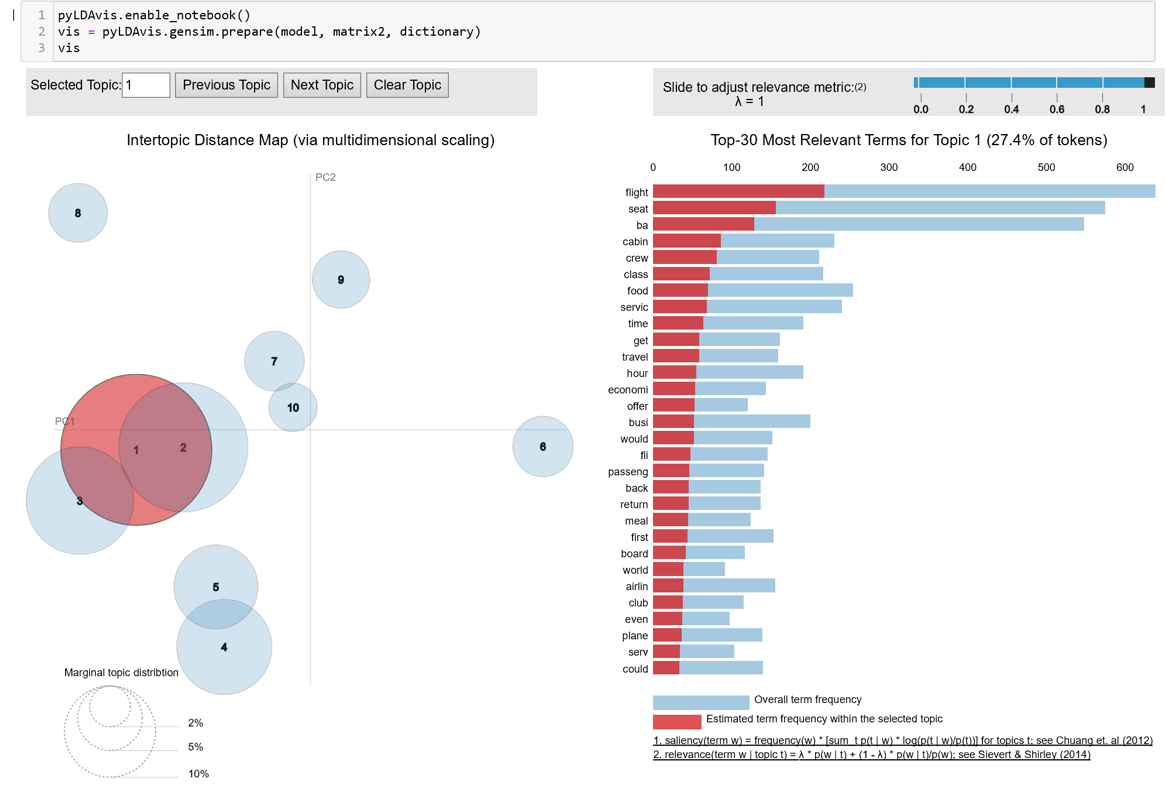 1 pyLDAvis.enable_notebook()
2 vis = pyLDAvis.gensim.prepare(model, matrix2, dictionary)
3 vis
Selected Topic: 1 Previous Topic Next Topic Clear Topic
Slide to adjust relevance metric:(2)
λ = 1
0.0 0.2 0.4 0.6 0.8 1
Intertopic Distance Map (via multidimensional scaling)
PC2
PC1
8
9
7
10
1
2
6
3
5
4
Marginal topic distribtion
2%
5%
10%
Top-30 Most Relevant Terms for Topic 1 (27.4% of tokens)
0 100 200 300 400 500 600
flight
seat
ba
cabin
crew
class
food
servic
time
get
travel
hour
economi
offer
busi
would
fli
passeng
back
return
meal
first
board
world
airlin
club
even
plane
serv
could
Overall term frequency
Estimated term frequency within the selected topic
1. saliency(term w) = frequency(w) * [sum_t p(t | w) * log(p(t | w)/p(t))] for topics t; see Chuang et. al (2012)
2. relevance(term w | topic t) = λ * p(w | t) + (1 - λ) * p(w | t)/p(w); see Sievert & Shirley (2014)